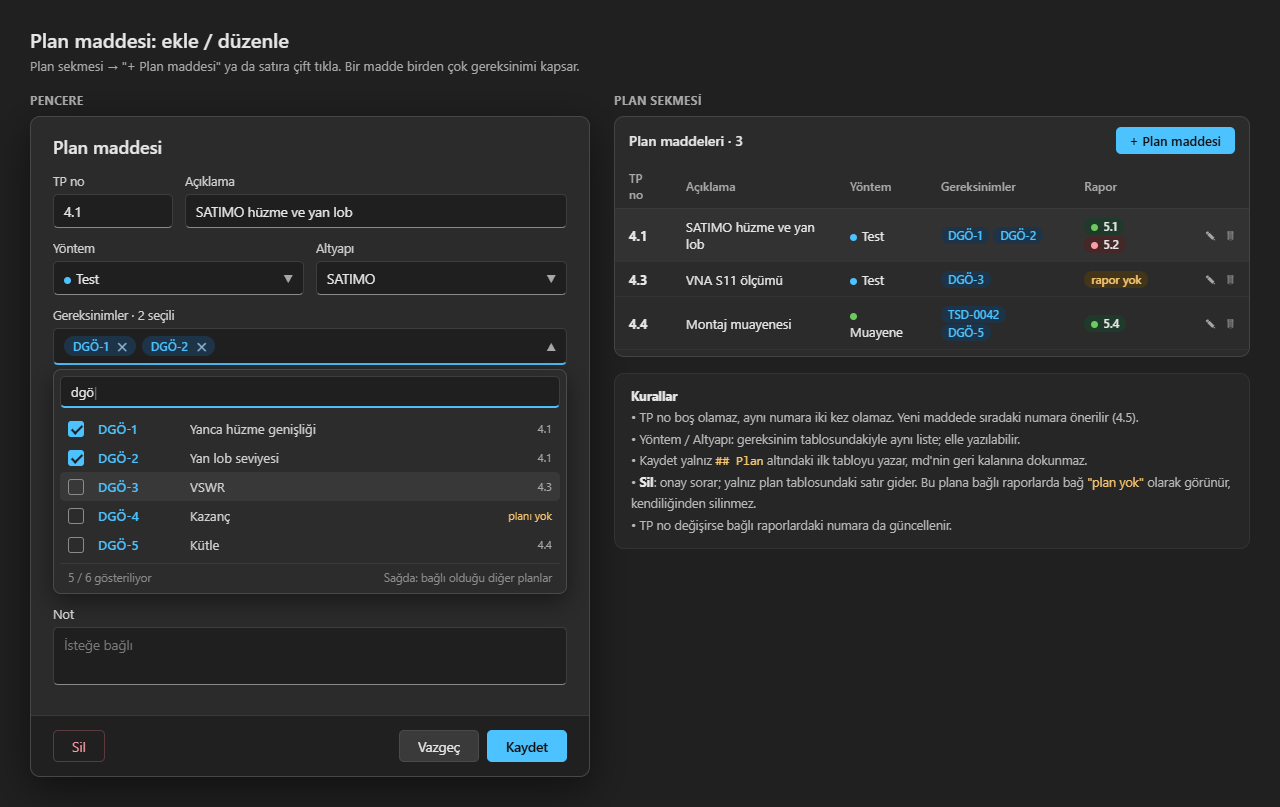 Plan maddesi: ekle / düzenle
Plan sekmesi → "+ Plan maddesi" ya da satıra çift tıkla. Bir madde birden çok gereksinimi kapsar.
PENCERE
Plan maddesi
TP no
Açıklama
4.1
SATIMO hüzme ve yan lob
Yöntem
Altyapı
Test
SATIMO
Gereksinimler · 2 seçili
DGÖ-1 ✕ DGÖ-2 ✕
dgö
DGÖ-1 Yanca hüzme genişliği 4.1
DGÖ-2 Yan lob seviyesi 4.1
DGÖ-3 VSWR 4.3
DGÖ-4 Kazanç planı yok
DGÖ-5 Kütle 4.4
5 / 6 gösteriliyor
Sağda: bağlı olduğu diğer planlar
Not
İsteğe bağlı
Sil
Vazgeç
Kaydet
PLAN SEKMESİ
Plan maddeleri · 3
+ Plan maddesi
TP no Açıklama Yöntem Gereksinimler Rapor
4.1 SATIMO hüzme ve yan lob Test DGÖ-1 DGÖ-2 5.1 5.2
4.3 VNA S11 ölçümü Test DGÖ-3 rapor yok
4.4 Montaj muayenesi Muayene TSD-0042 DGÖ-5 5.4
Kurallar
• TP no boş olamaz, aynı numara iki kez olamaz. Yeni maddede sıradaki numara önerilir (4.5).
• Yöntem / Altyapı: gereksinim tablosundakiyle aynı liste; elle yazılabilir.
• Kaydet yalnız ## Plan altındaki ilk tabloyu yazar, md'nin geri kalanına dokunmaz.
• Sil: onay sorar; yalnız plan tablosundaki satır gider. Bu plana bağlı raporlarda bağ "plan yok" olarak görünür,
kendiliğinden silinmez.
• TP no değişirse bağlı raporlardaki numara da güncellenir.